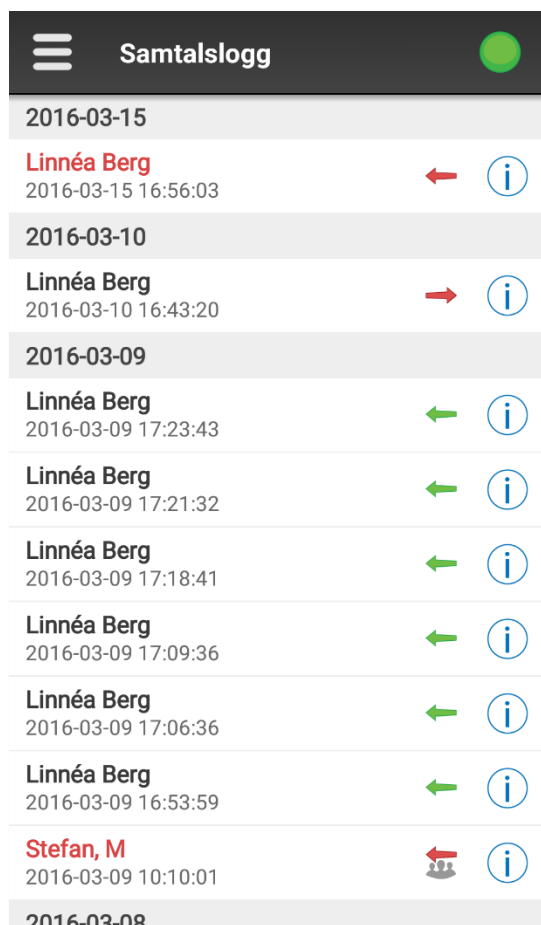 Samtalslogg
2016-03-15
Linnéa Berg
2016-03-15 16:56:03
2016-03-10
Linnéa Berg
2016-03-10 16:43:20
2016-03-09
Linnéa Berg
2016-03-09 17:23:43
Linnéa Berg
2016-03-09 17:21:32
Linnéa Berg
2016-03-09 17:18:41
Linnéa Berg
2016-03-09 17:09:36
Linnéa Berg
2016-03-09 17:06:36
Linnéa Berg
2016-03-09 16:53:59
Stefan, M
2016-03-09 10:10:01
2016-03-08